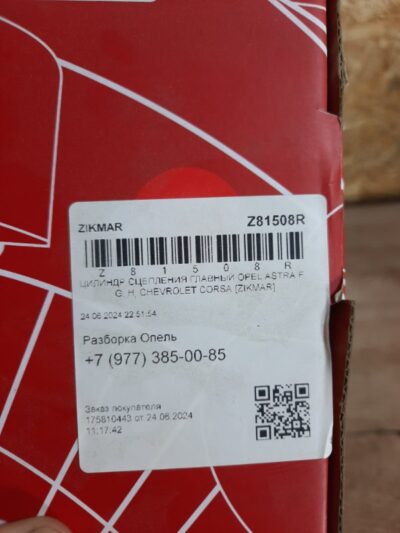 ZIKMAR Z81508R
Z 8 1 5 0 8 R
ЦИЛИНДР СЦЕПЛЕНИЯ ГЛАВНЫЙ OPEL ASTRA F,
G, H, CHEVROLET CORSA [ZIKMAR]
24.06.2024 22:51:54
Разборка Опель
+7 (977) 385-00-85
Заказ покупателя
175810443 от 24.06.2024
11:17:42